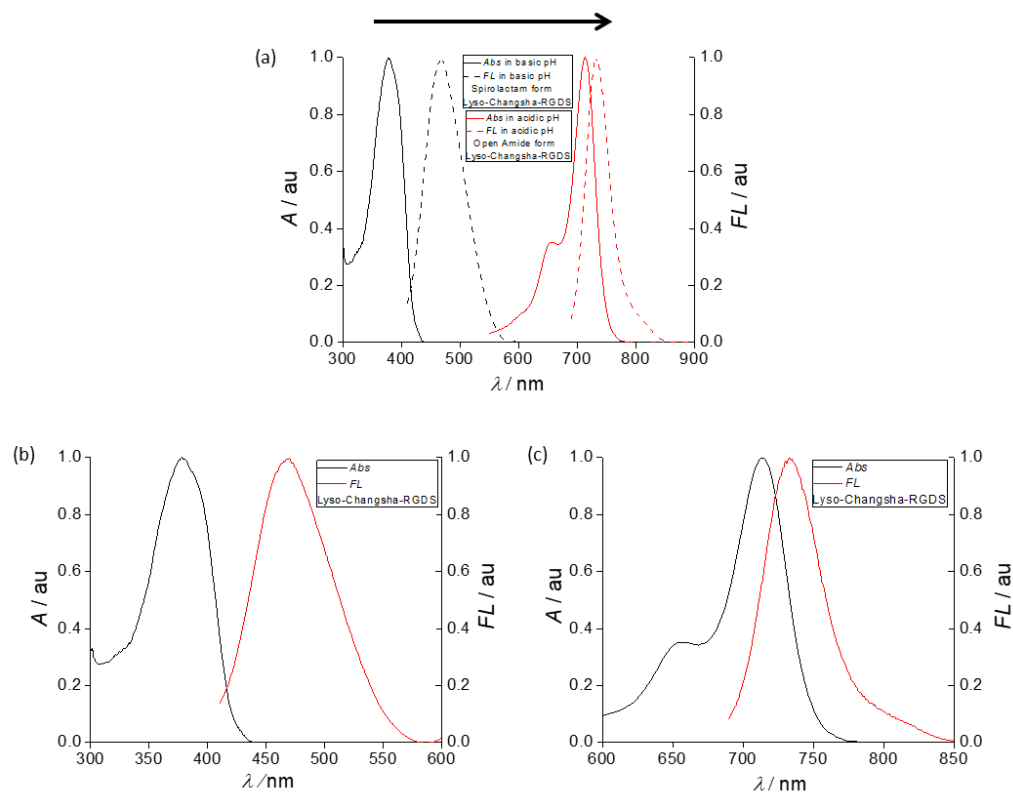 (a)
1.0
0.8
0.6
0.4
0.2
0.0
A / au
300 400 500 600 700 800 900
λ / nm
1.0
0.8
0.6
0.4
0.2
0.0
FL / au
Abs in basic pH
FL in basic pH
Spirolactam form
Lyso-Changsha-RGDS
Abs in acidic pH
FL in acidic pH
Open Amide form
Lyso-Changsha-RGDS
(b)
1.0
0.8
0.6
0.4
0.2
0.0
A / au
300 350 400 450 500 550 600
λ / nm
1.0
0.8
0.6
0.4
0.2
0.0
FL / au
Abs
FL
Lyso-Changsha-RGDS
(c)
1.0
0.8
0.6
0.4
0.2
0.0
A / au
600 650 700 750 800 850
λ / nm
1.0
0.8
0.6
0.4
0.2
0.0
FL / au
Abs
FL
Lyso-Changsha-RGDS